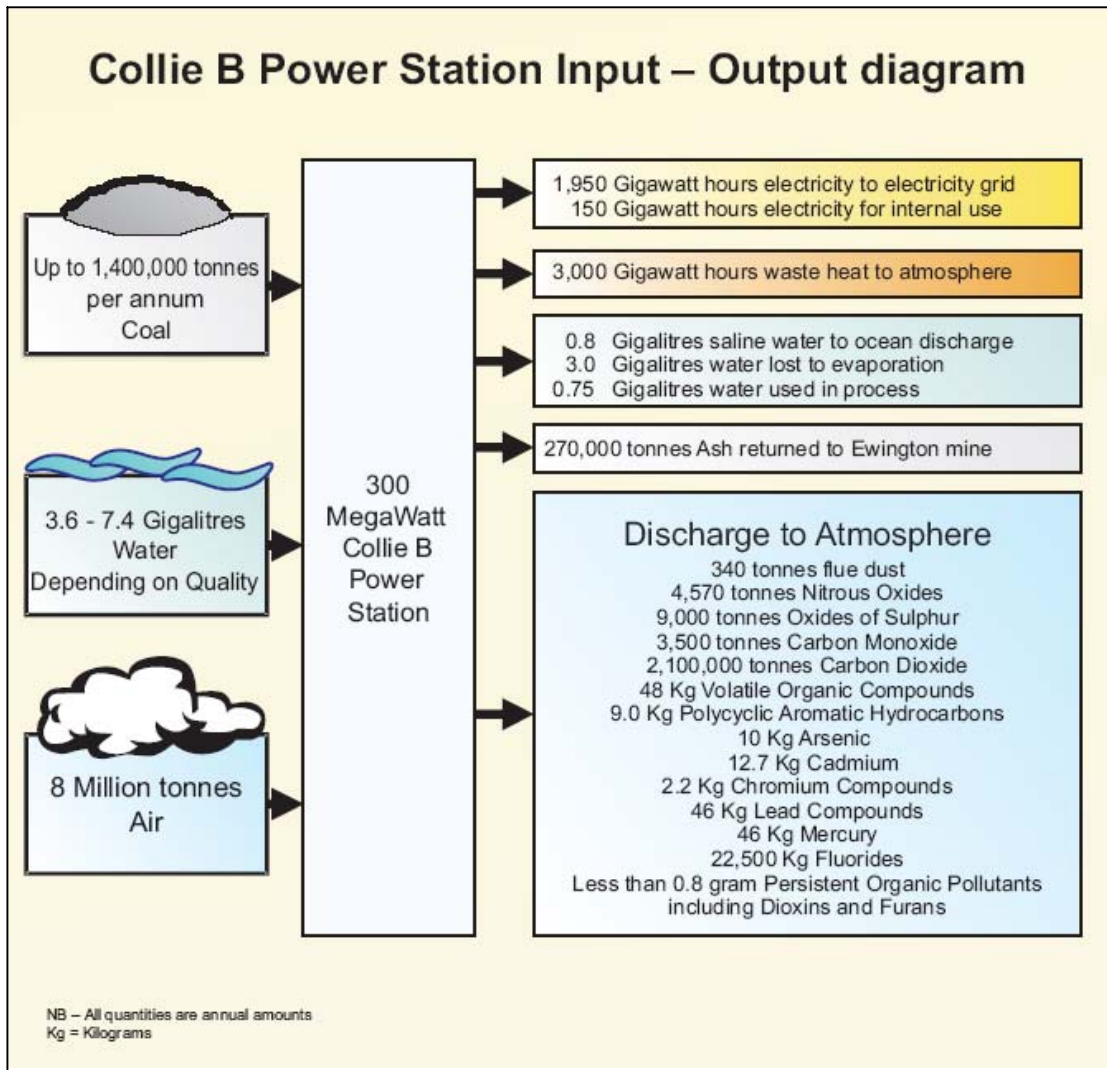 Collie B Power Station Input – Output diagram
Up to 1,400,000 tonnes
per annum
Coal
3.6 - 7.4 Gigalitres
Water
Depending on Quality
8 Million tonnes
Air
300
MegaWatt
Collie B
Power
Station
1,950 Gigawatt hours electricity to electricity grid
150 Gigawatt hours electricity for internal use
3,000 Gigawatt hours waste heat to atmosphere
0.8 Gigalitres saline water to ocean discharge
3.0 Gigalitres water lost to evaporation
0.75 Gigalitres water used in process
270,000 tonnes Ash returned to Ewington mine
Discharge to Atmosphere
340 tonnes flue dust
4,570 tonnes Nitrous Oxides
9,000 tonnes Oxides of Sulphur
3,500 tonnes Carbon Monoxide
2,100,000 tonnes Carbon Dioxide
48 Kg Volatile Organic Compounds
9.0 Kg Polycyclic Aromatic Hydrocarbons
10 Kg Arsenic
12.7 Kg Cadmium
2.2 Kg Chromium Compounds
46 Kg Lead Compounds
46 Kg Mercury
22,500 Kg Fluorides
Less than 0.8 gram Persistent Organic Pollutants
including Dioxins and Furans
NB – All quantities are annual amounts
Kg = Kilograms